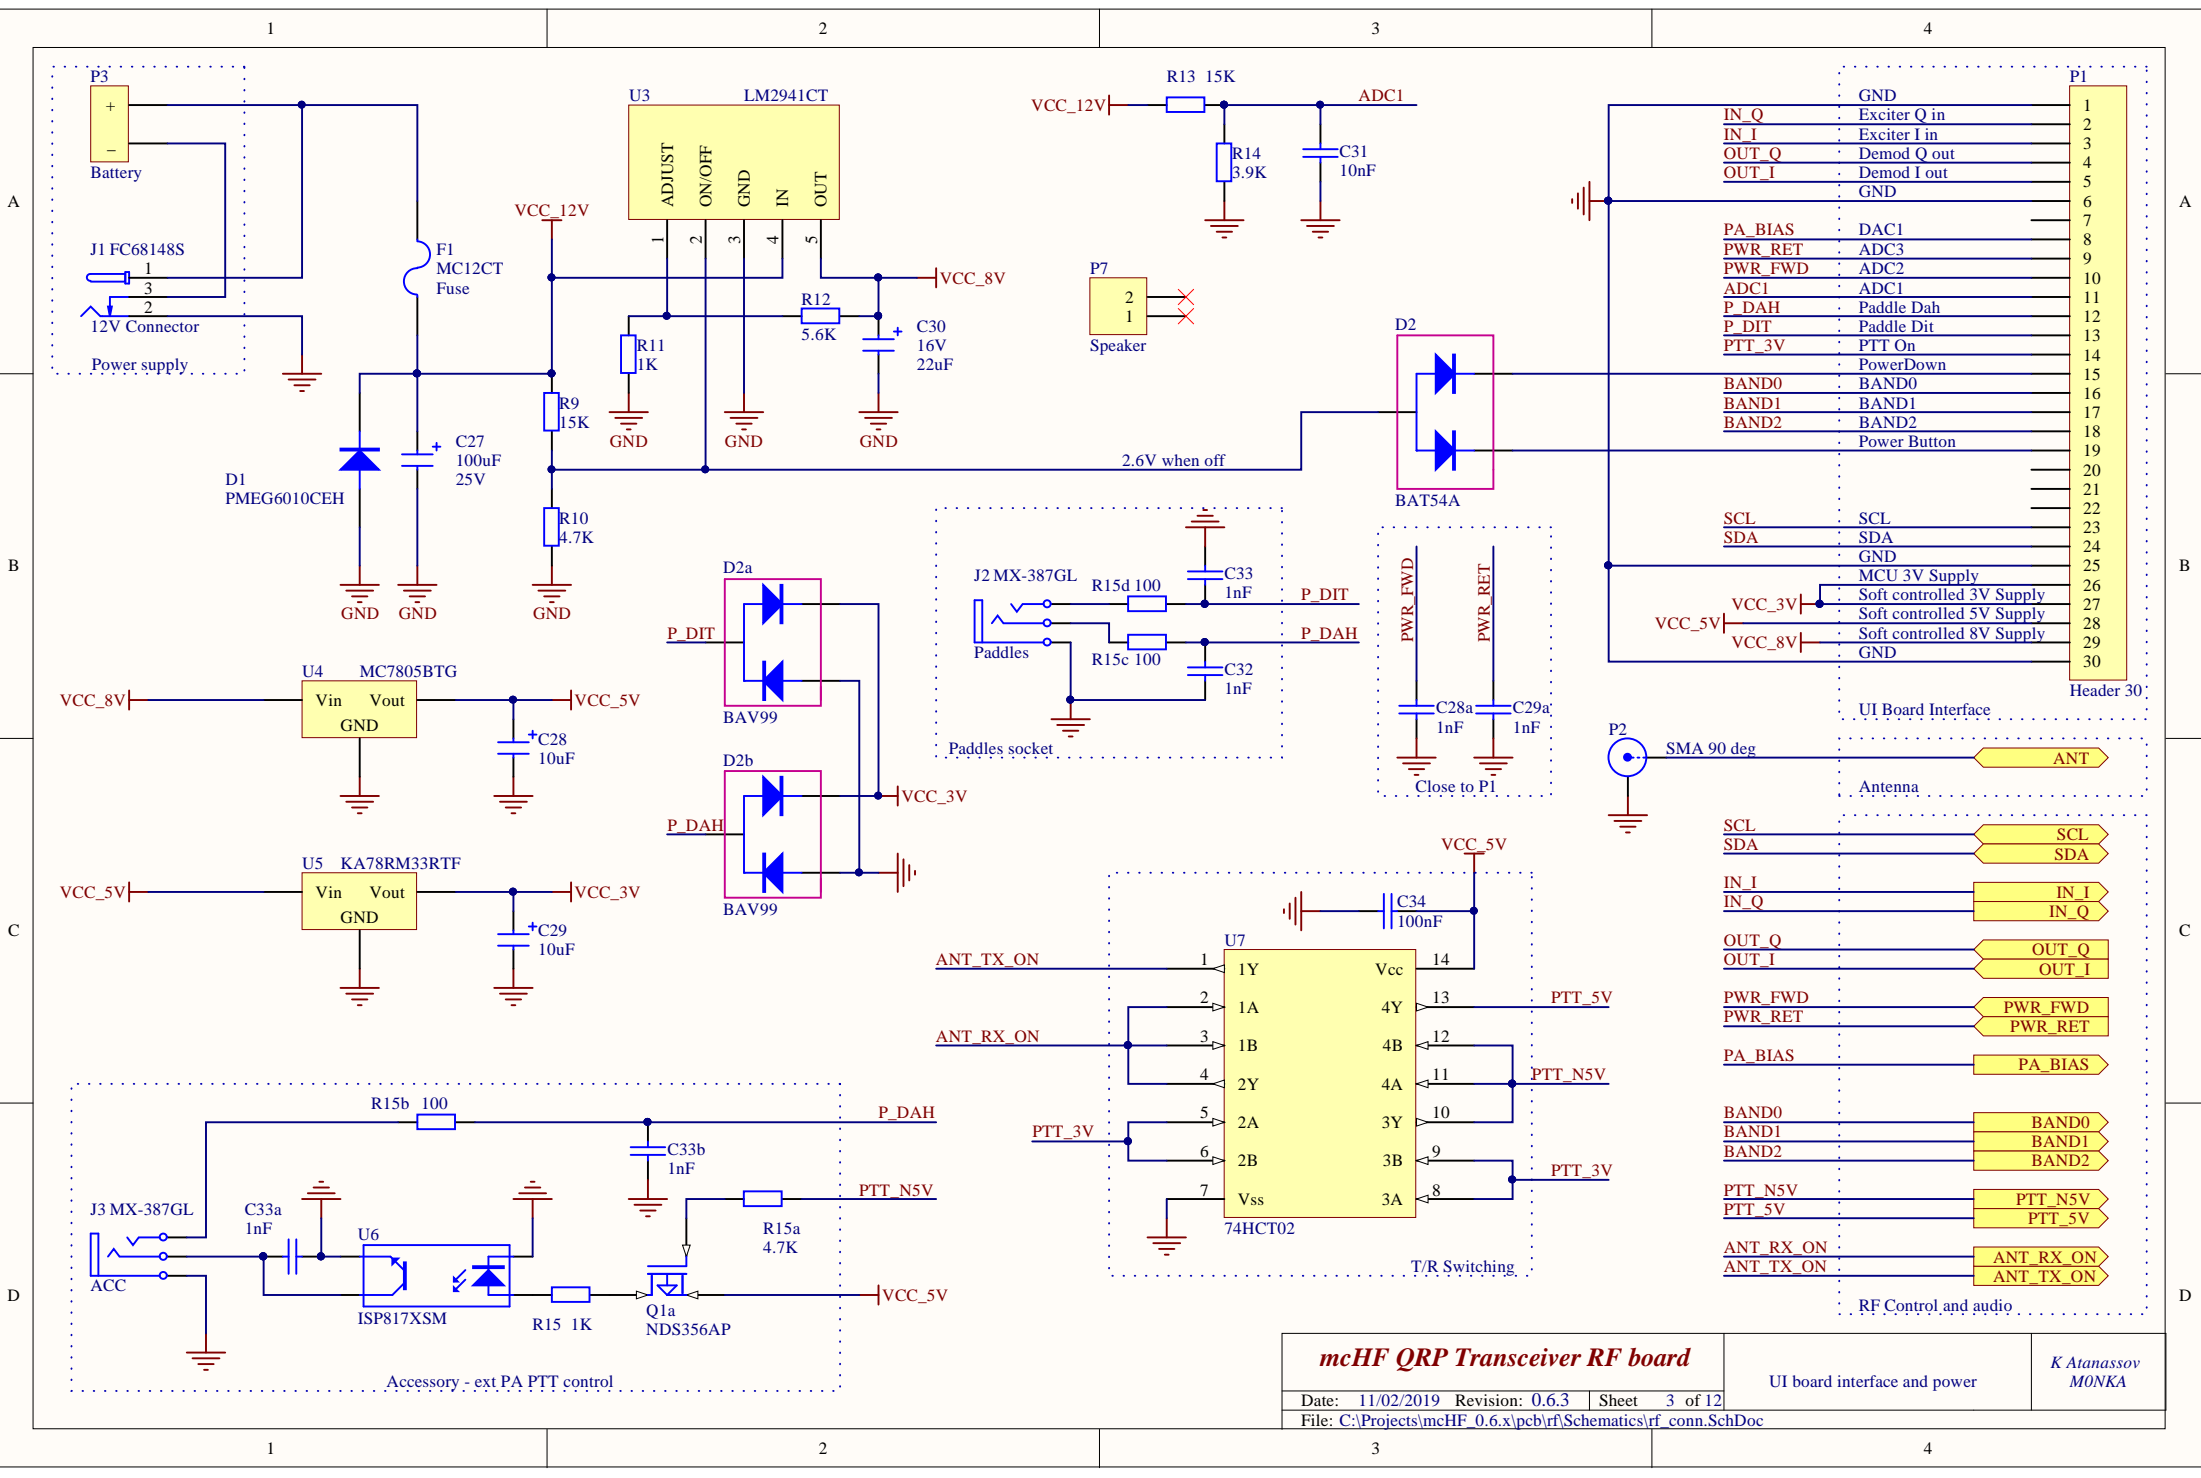 1 2 3 4
A A
B B
C C
D D
P3
+
−
Battery
J1 FC68148S
1
3
2
12V Connector
Power supply
F1
MC12CT
Fuse
VCC_12V
U3 LM2941CT
ADJUST
ON/OFF
GND
IN
OUT
1 2 3 4 5
VCC_8V
R12
5.6K
R11
1K
C30
16V
22uF
GND GND GND
R9
15K
R10
4.7K
D1
PMEG6010CEH
C27
100uF
25V
GND GND GND
2.6V when off
R13 15K
VCC_12V ADC1
R14
3.9K
C31
10nF
P7
2
1
Speaker
D2
BAT54A
P1
GND 1
IN_Q Exciter Q in 2
IN_I Exciter I in 3
OUT_Q Demod Q out 4
OUT_I Demod I out 5
GND 6
7
PA_BIAS DAC1 8
PWR_RET ADC3 9
PWR_FWD ADC2 10
ADC1 ADC1 11
P_DAH Paddle Dah 12
P_DIT Paddle Dit 13
PTT_3V PTT On 14
PowerDown 15
BAND0 BAND0 16
BAND1 BAND1 17
BAND2 BAND2 18
Power Button 19
20
21
22
SCL SCL 23
SDA SDA 24
GND 25
MCU 3V Supply 26
VCC_3V Soft controlled 3V Supply 27
VCC_5V Soft controlled 5V Supply 28
VCC_8V Soft controlled 8V Supply 29
GND 30
Header 30
UI Board Interface
D2a
P_DIT
BAV99
D2b
P_DAH
VCC_3V
BAV99
J2 MX-387GL
Paddles
R15d 100
R15c 100
C33
1nF
P_DIT
P_DAH
C32
1nF
Paddles socket
PWR_FWD
PWR_RET
C28a
1nF
C29a
1nF
Close to P1
U4 MC7805BTG
VCC_8V Vin Vout VCC_5V
GND
C28
10uF
U5 KA78RM33RTF
VCC_5V Vin Vout VCC_3V
GND
C29
10uF
P2
SMA 90 deg ANT
Antenna
VCC_5V
C34
100nF
U7
ANT_TX_ON 1 1Y Vcc 14
2 1A 4Y 13 PTT_5V
ANT_RX_ON 3 1B 4B 12
4 2Y 4A 11 PTT_N5V
5 2A 3Y 10
PTT_3V
6 2B 3B 9
PTT_3V
7 Vss 3A 8
74HCT02
T/R Switching
SCL SCL
SDA SDA
IN_I IN_I
IN_Q IN_Q
OUT_Q OUT_Q
OUT_I OUT_I
PWR_FWD PWR_FWD
PWR_RET PWR_RET
PA_BIAS PA_BIAS
BAND0 BAND0
BAND1 BAND1
BAND2 BAND2
PTT_N5V PTT_N5V
PTT_5V PTT_5V
ANT_RX_ON ANT_RX_ON
ANT_TX_ON ANT_TX_ON
RF Control and audio
R15b 100
P_DAH
C33b
1nF
PTT_N5V
R15a
4.7K
J3 MX-387GL
ACC
C33a
1nF
U6
ISP817XSM
R15 1K
Q1a
NDS356AP
VCC_5V
Accessory - ext PA PTT control
mcHF QRP Transceiver RF board
UI board interface and power
K Atanassov
M0NKA
Date: 11/02/2019 Revision: 0.6.3 Sheet 3 of 12
File: C:\Projects\mcHF_0.6.x\pcb\rf\Schematics\rf_conn.SchDoc
1 2 3 4